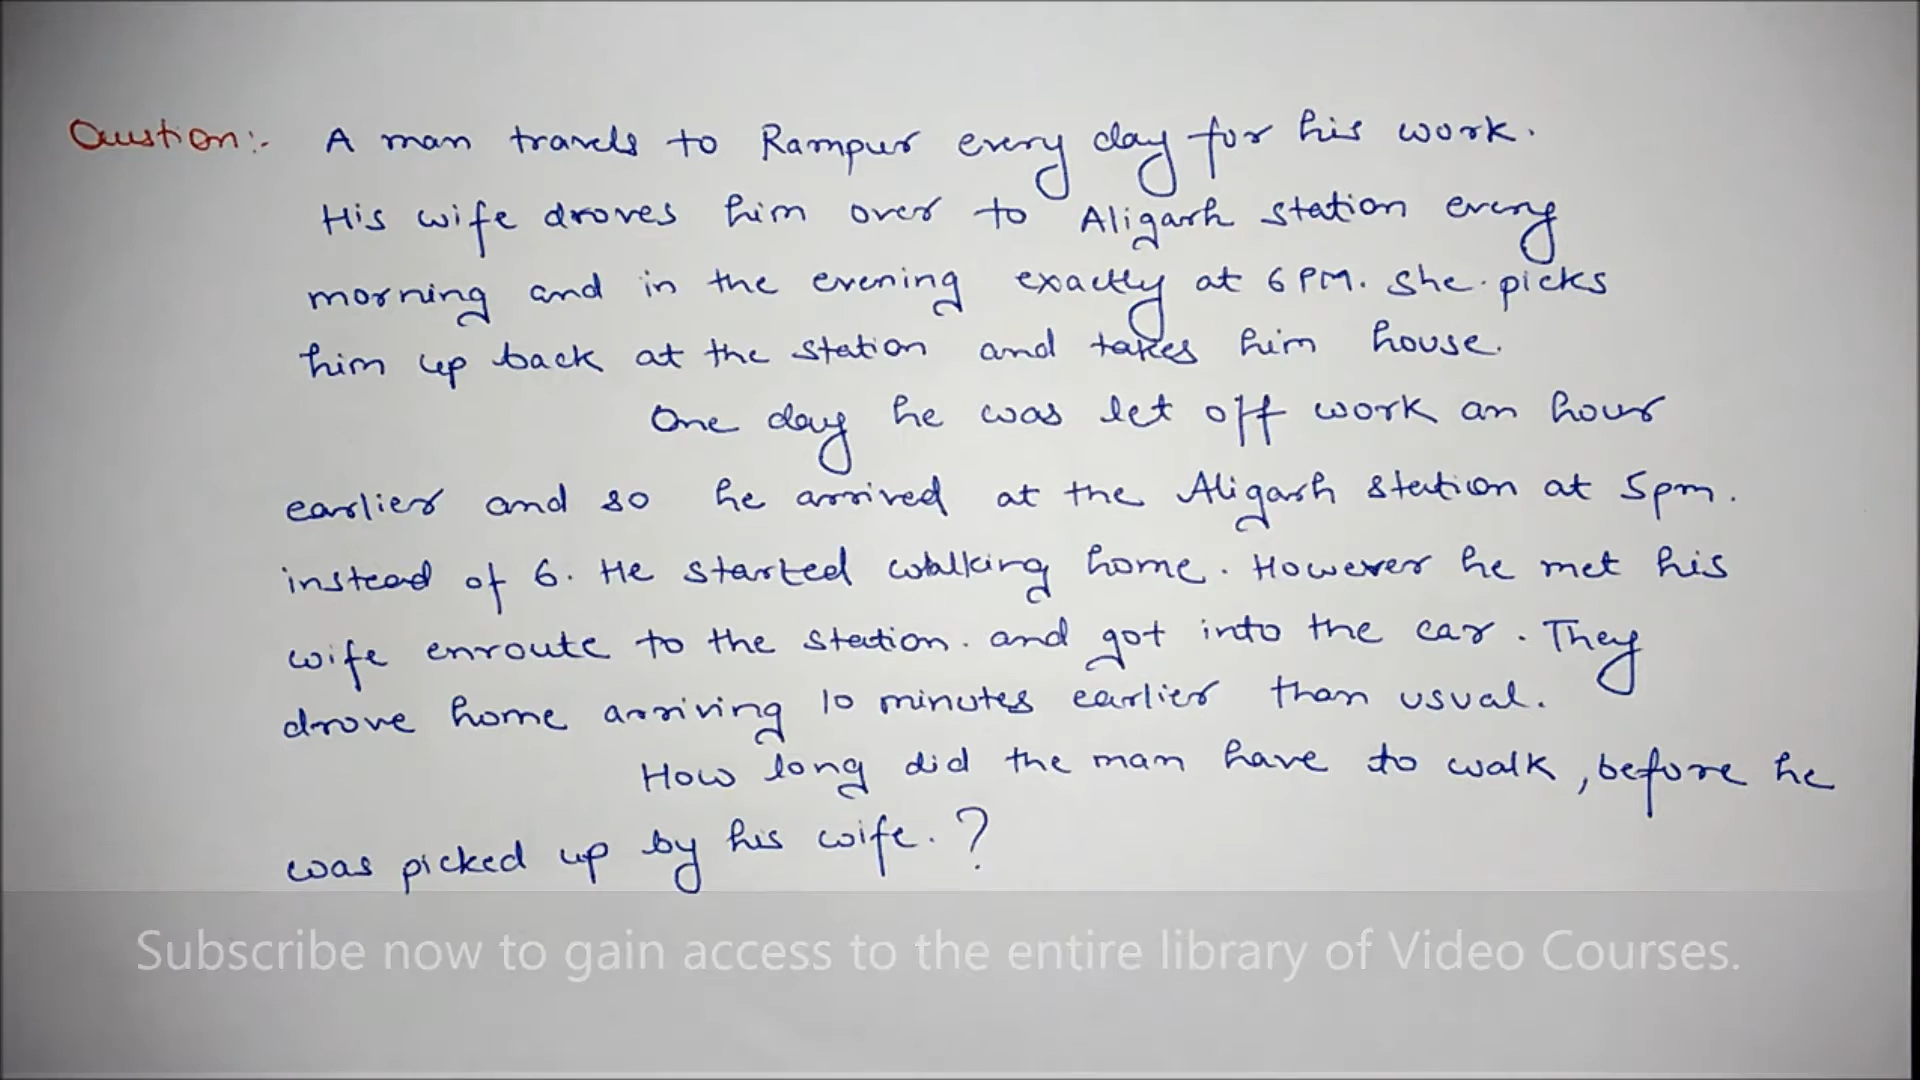 Question:- A man travels to Rampur every day for his work.
His wife droves him over to Aligarh station every
morning and in the evening exactly at 6 PM. she picks
him up back at the station and takes him house.
One day he was let off work an hour
earlier and so he arrived at the Aligarh station at 5pm.
instead of 6. He started walking home. However he met his
wife enroute to the station. and got into the car. They
drove home arriving 10 minutes earlier than usual.
How long did the man have to walk, before he
was picked up by his wife.?
Subscribe now to gain access to the entire library of Video Courses.